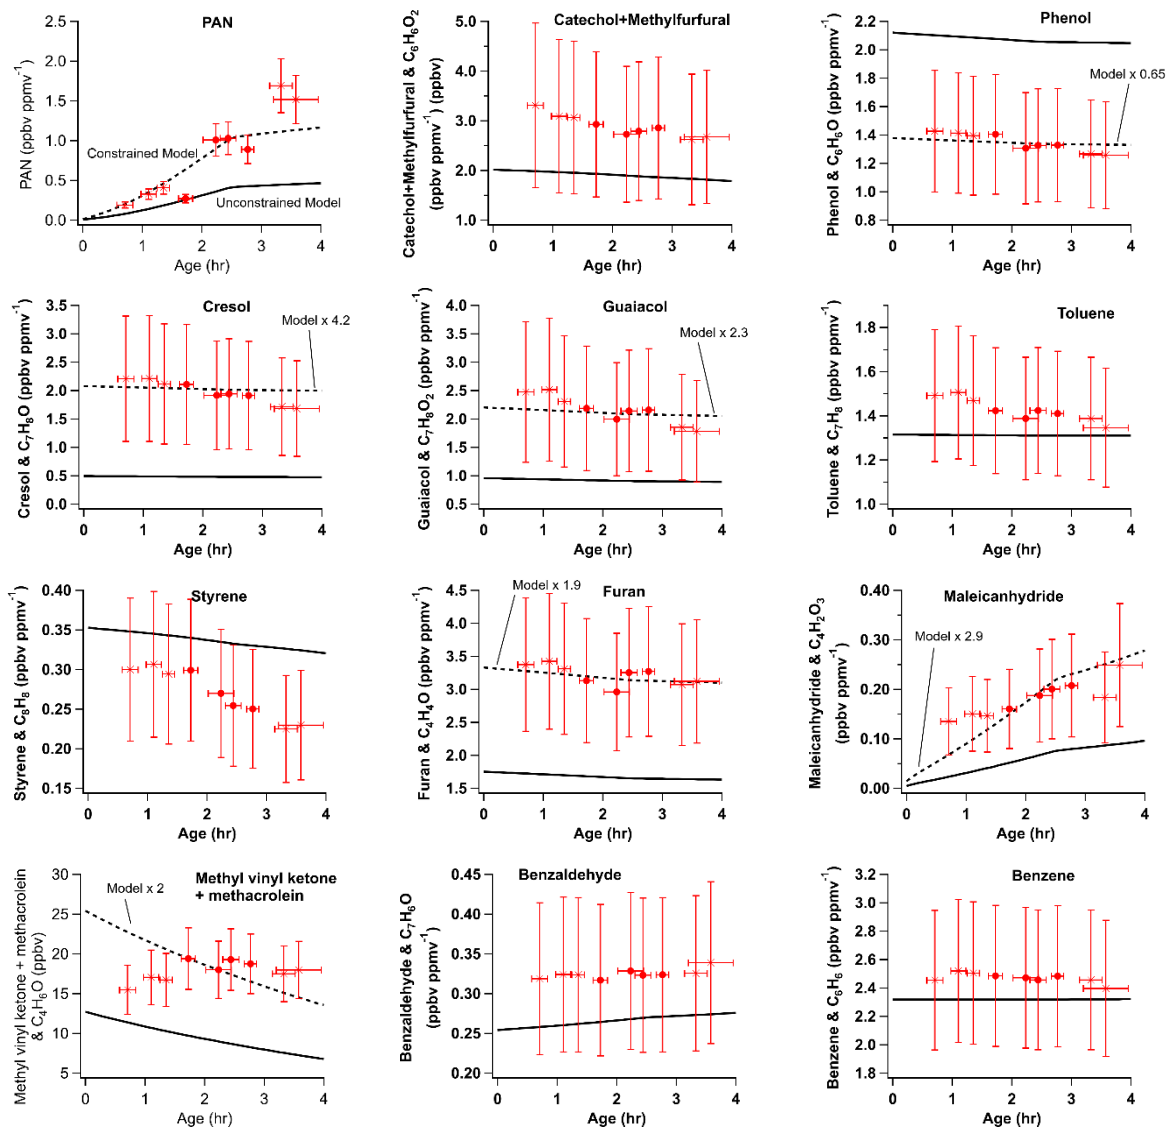 PAN
PAN (ppbv ppmv-1)
2.5
2.0
1.5
1.0
0.5
0.0
Constrained Model
Unconstrained Model
0 1 2 3 4
Age (hr)
Catechol+Methylfurfural
Catechol+Methylfurfural & C6H6O2
(ppbv ppmv-1) (ppbv)
5.0
4.0
3.0
2.0
1.0
0 1 2 3 4
Age (hr)
Phenol
Phenol & C6H6O (ppbv ppmv-1)
2.2
2.0
1.8
1.6
1.4
1.2
1.0
0.8
Model x 0.65
0 1 2 3 4
Age (hr)
Cresol
Cresol & C7H8O (ppbv ppmv-1)
3.5
3.0
2.5
2.0
1.5
1.0
0.5
0.0
Model x 4.2
0 1 2 3 4
Age (hr)
Guaiacol
Guaiacol & C7H8O2 (ppbv ppmv-1)
4.0
3.5
3.0
2.5
2.0
1.5
1.0
0.5
Model x 2.3
0 1 2 3 4
Age (hr)
Toluene
Toluene & C7H8 (ppbv ppmv-1)
1.8
1.6
1.4
1.2
1.0
0 1 2 3 4
Age (hr)
Styrene
Styrene & C8H8 (ppbv ppmv-1)
0.40
0.35
0.30
0.25
0.20
0.15
0 1 2 3 4
Age (hr)
Furan
Furan & C4H4O (ppbv ppmv-1)
4.5
4.0
3.5
3.0
2.5
2.0
1.5
Model x 1.9
0 1 2 3 4
Age (hr)
Maleicanhydride
Maleicanhydride & C4H2O3
(ppbv ppmv-1)
0.40
0.30
0.20
0.10
0.00
Model x 2.9
0 1 2 3 4
Age (hr)
Methyl vinyl ketone
+ methacrolein
Methyl vinyl ketone + methacrolein
& C4H6O (ppbv)
30
25
20
15
10
5
Model x 2
0 1 2 3 4
Age (hr)
Benzaldehyde
Benzaldehyde & C7H6O
(ppbv ppmv-1)
0.45
0.40
0.35
0.30
0.25
0.20
0 1 2 3 4
Age (hr)
Benzene
Benzene & C6H6 (ppbv ppmv-1)
3.2
3.0
2.8
2.6
2.4
2.2
2.0
1.8
0 1 2 3 4
Age (hr)